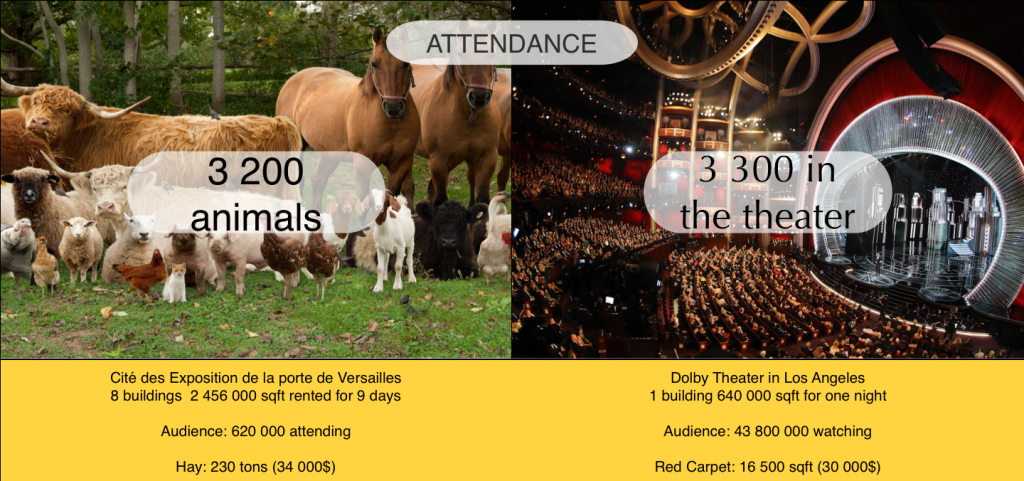 ATTENDANCE
3 200
animals
3 300 in
the theater
Cité des Exposition de la porte de Versailles
8 buildings  2 456 000 sqft rented for 9 days
Audience: 620 000 attending
Hay: 230 tons (34 000$)
Dolby Theater in Los Angeles
1 building 640 000 sqft for one night
Audience: 43 800 000 watching
Red Carpet: 16 500 sqft (30 000$)